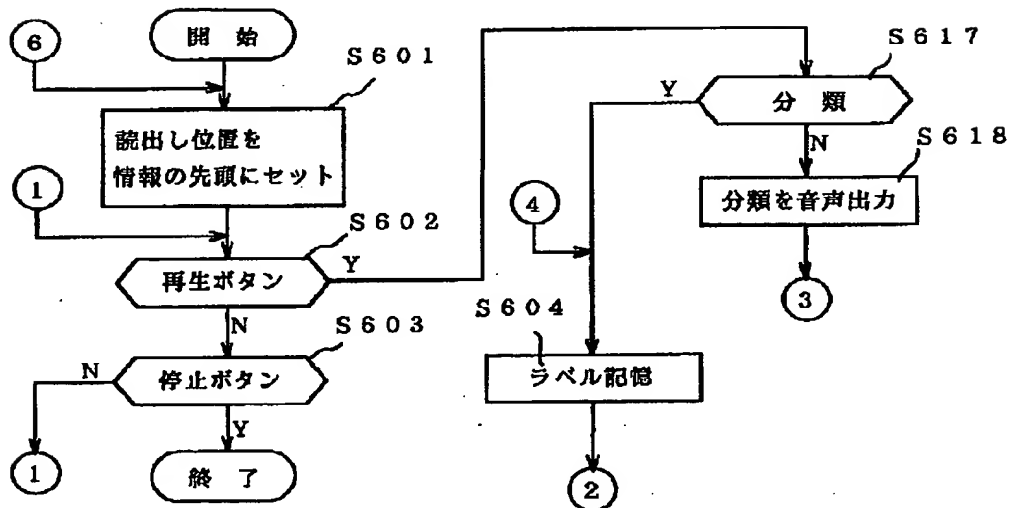 ⑥
開 始
S601
読出し位置を
情報の先頭にセット
①
S602
再生ボタン
Y
N
S603
停止ボタン
N
Y
①
終 了
S617
分 類
Y
N
S618
分類を音声出力
③
④
S604
ラベル記憶
②